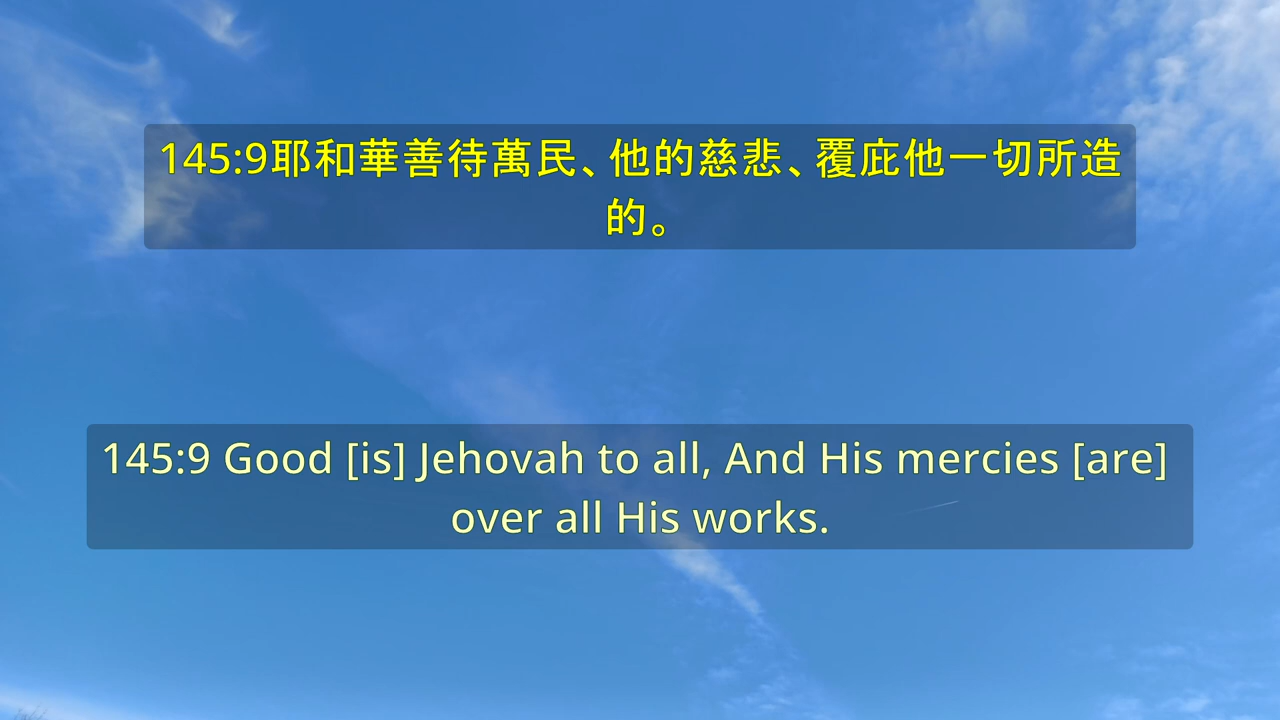 145:9耶和華善待萬民、他的慈悲、覆庇他一切所造
的。
145:9 Good [is] Jehovah to all, And His mercies [are]
over all His works.